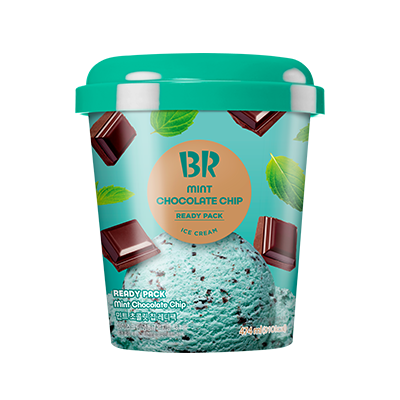 BR
MINT
CHOCOLATE CHIP
READY PACK
ICE CREAM
READY PACK
Mint Chocolate Chip
민트 초콜릿 칩 레디팩